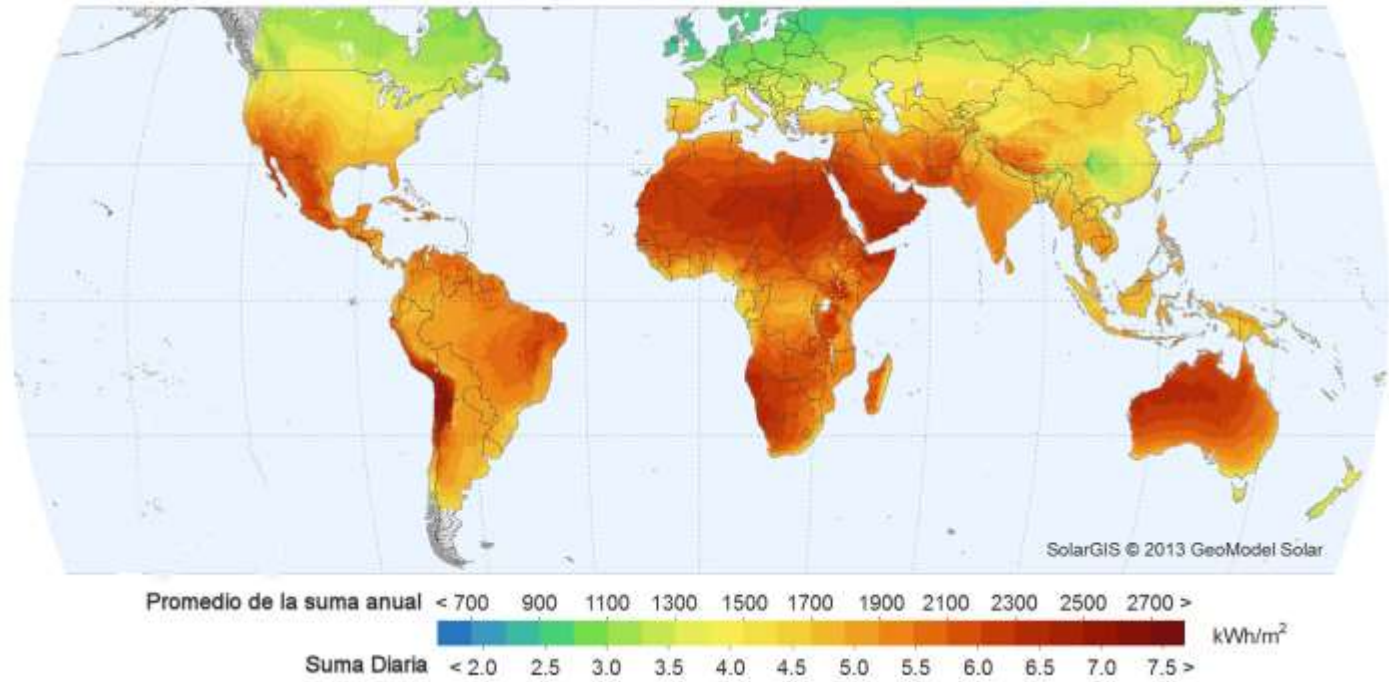 SolarGIS © 2013 GeoModel Solar
Promedio de la suma anual < 700 900 1100 1300 1500 1700 1900 2100 2300 2500 2700 >
kWh/m²
Suma Diaria < 2.0 2.5 3.0 3.5 4.0 4.5 5.0 5.5 6.0 6.5 7.0 7.5 >